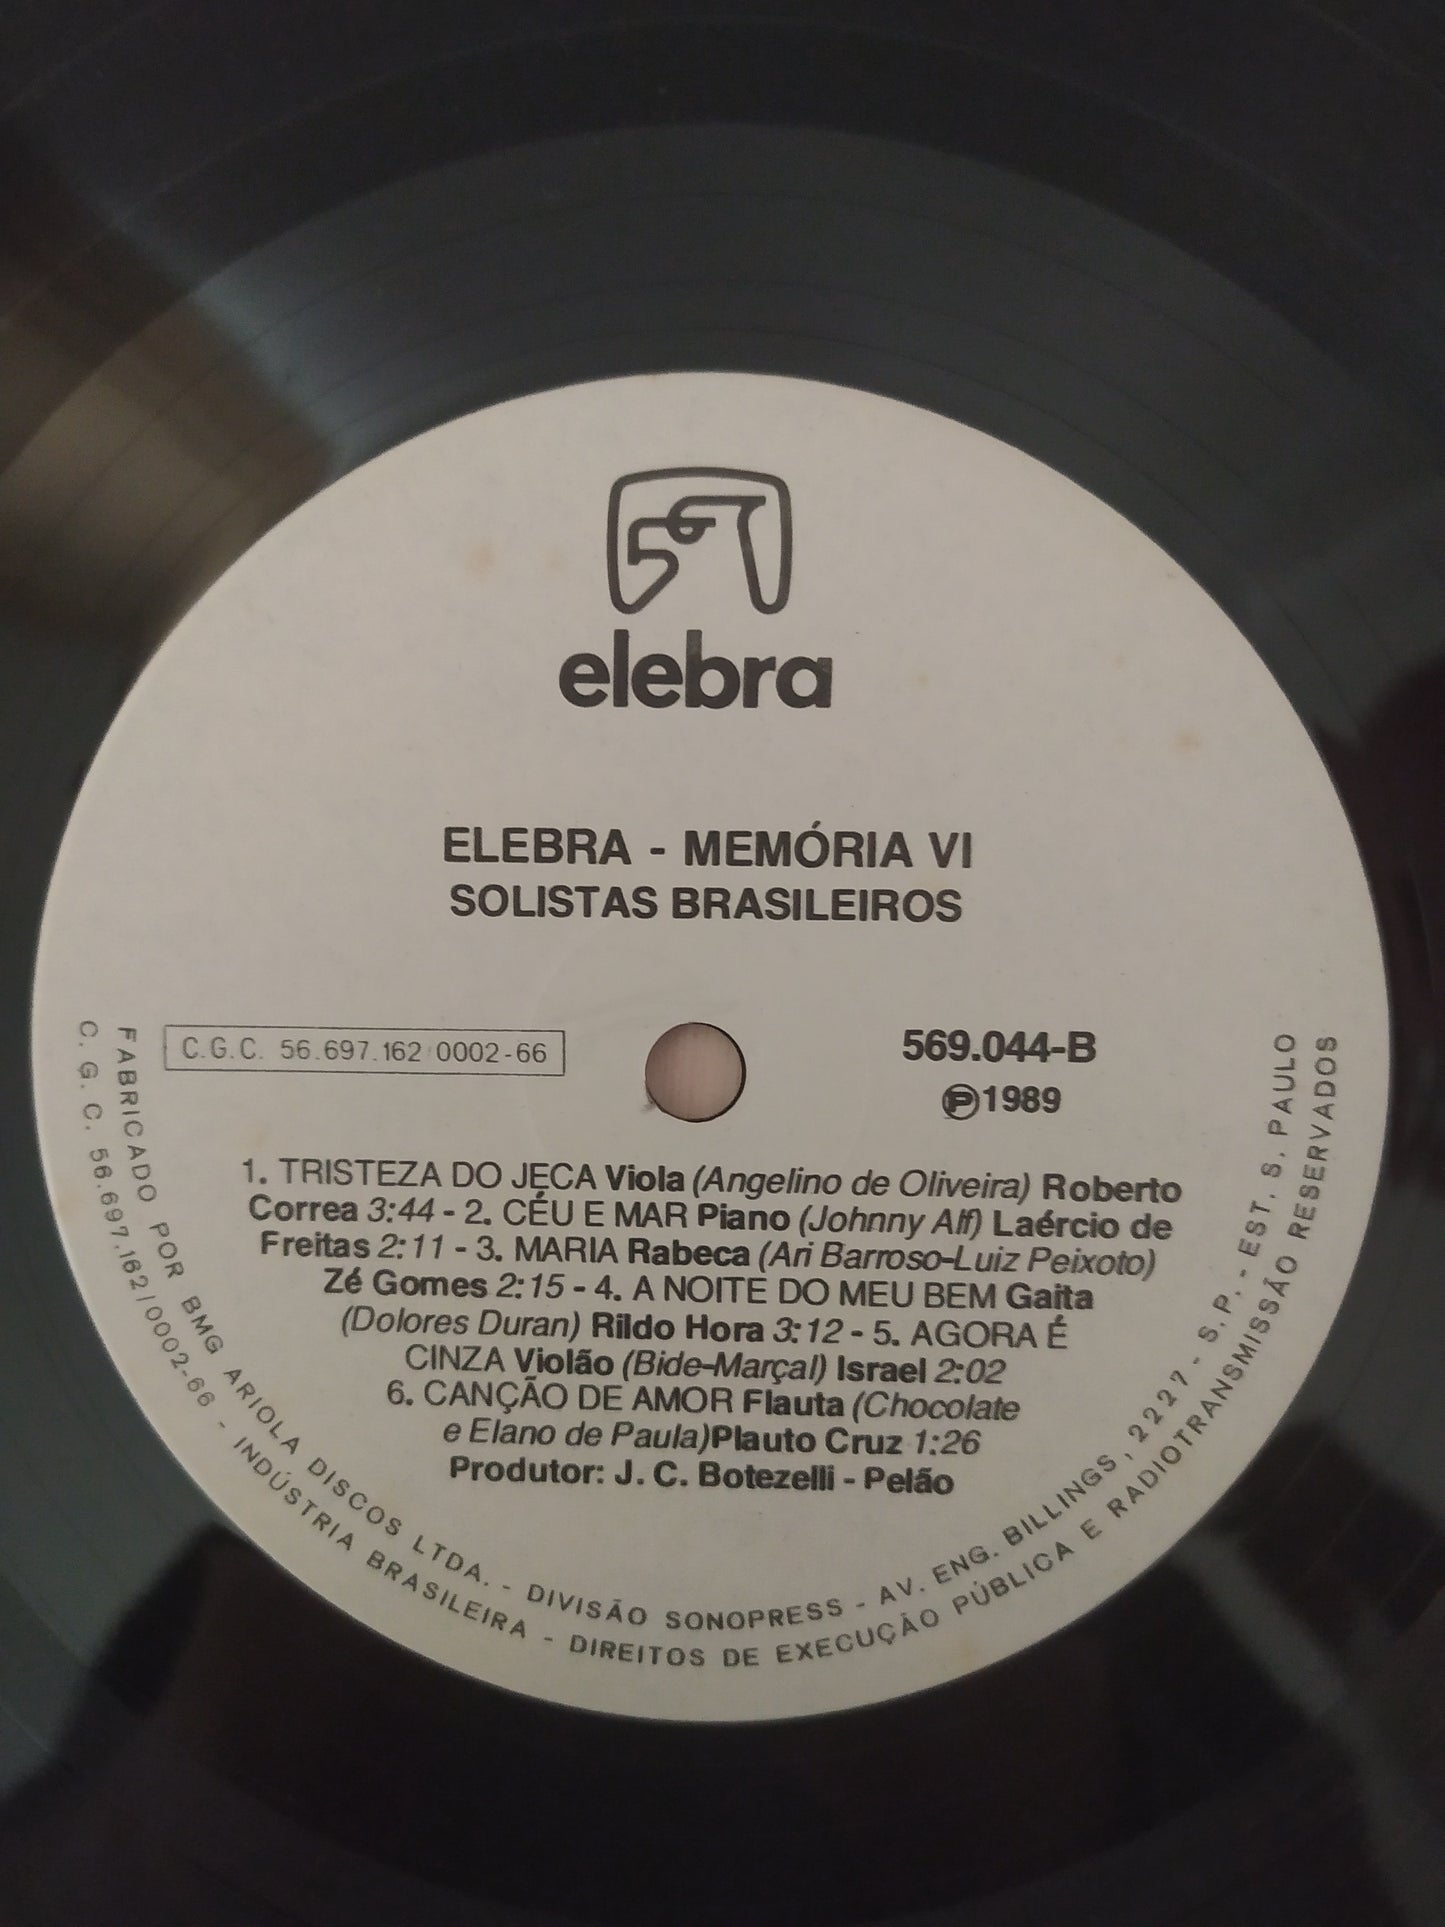 elebra
ELEBRA - MEMÓRIA VI
SOLISTAS BRASILEIROS
C.G.C. 56.697.162/0002-66
569.044-B
Ⓟ1989
1. TRISTEZA DO JECA Viola (Angelino de Oliveira) Roberto
Correa 3:44 - 2. CÉU E MAR Piano (Johnny Alf) Laércio de
Freitas 2:11 - 3. MARIA Rabeca (Ari Barroso-Luiz Peixoto)
Zé Gomes 2:15 - 4. A NOITE DO MEU BEM Gaita
(Dolores Duran) Rildo Hora 3:12 - 5. AGORA É
CINZA Violão (Bide-Marçal) Israel 2:02
6. CANÇÃO DE AMOR Flauta (Chocolate
e Elano de Paula)Plauto Cruz 1:26
Produtor: J. C. Botezelli - Pelão
FABRICADO POR BMG ARIOLA DISCOS LTDA. - DIVISÃO SONOPRESS - AV. ENG. BILLINGS, 2227 - S.P. - EST. S. PAULO
C. G. C. 56.697.162/0002-66 - INDÚSTRIA BRASILEIRA - DIREITOS DE EXECUÇÃO PÚBLICA E RADIOTRANSMISSÃO RESERVADOS